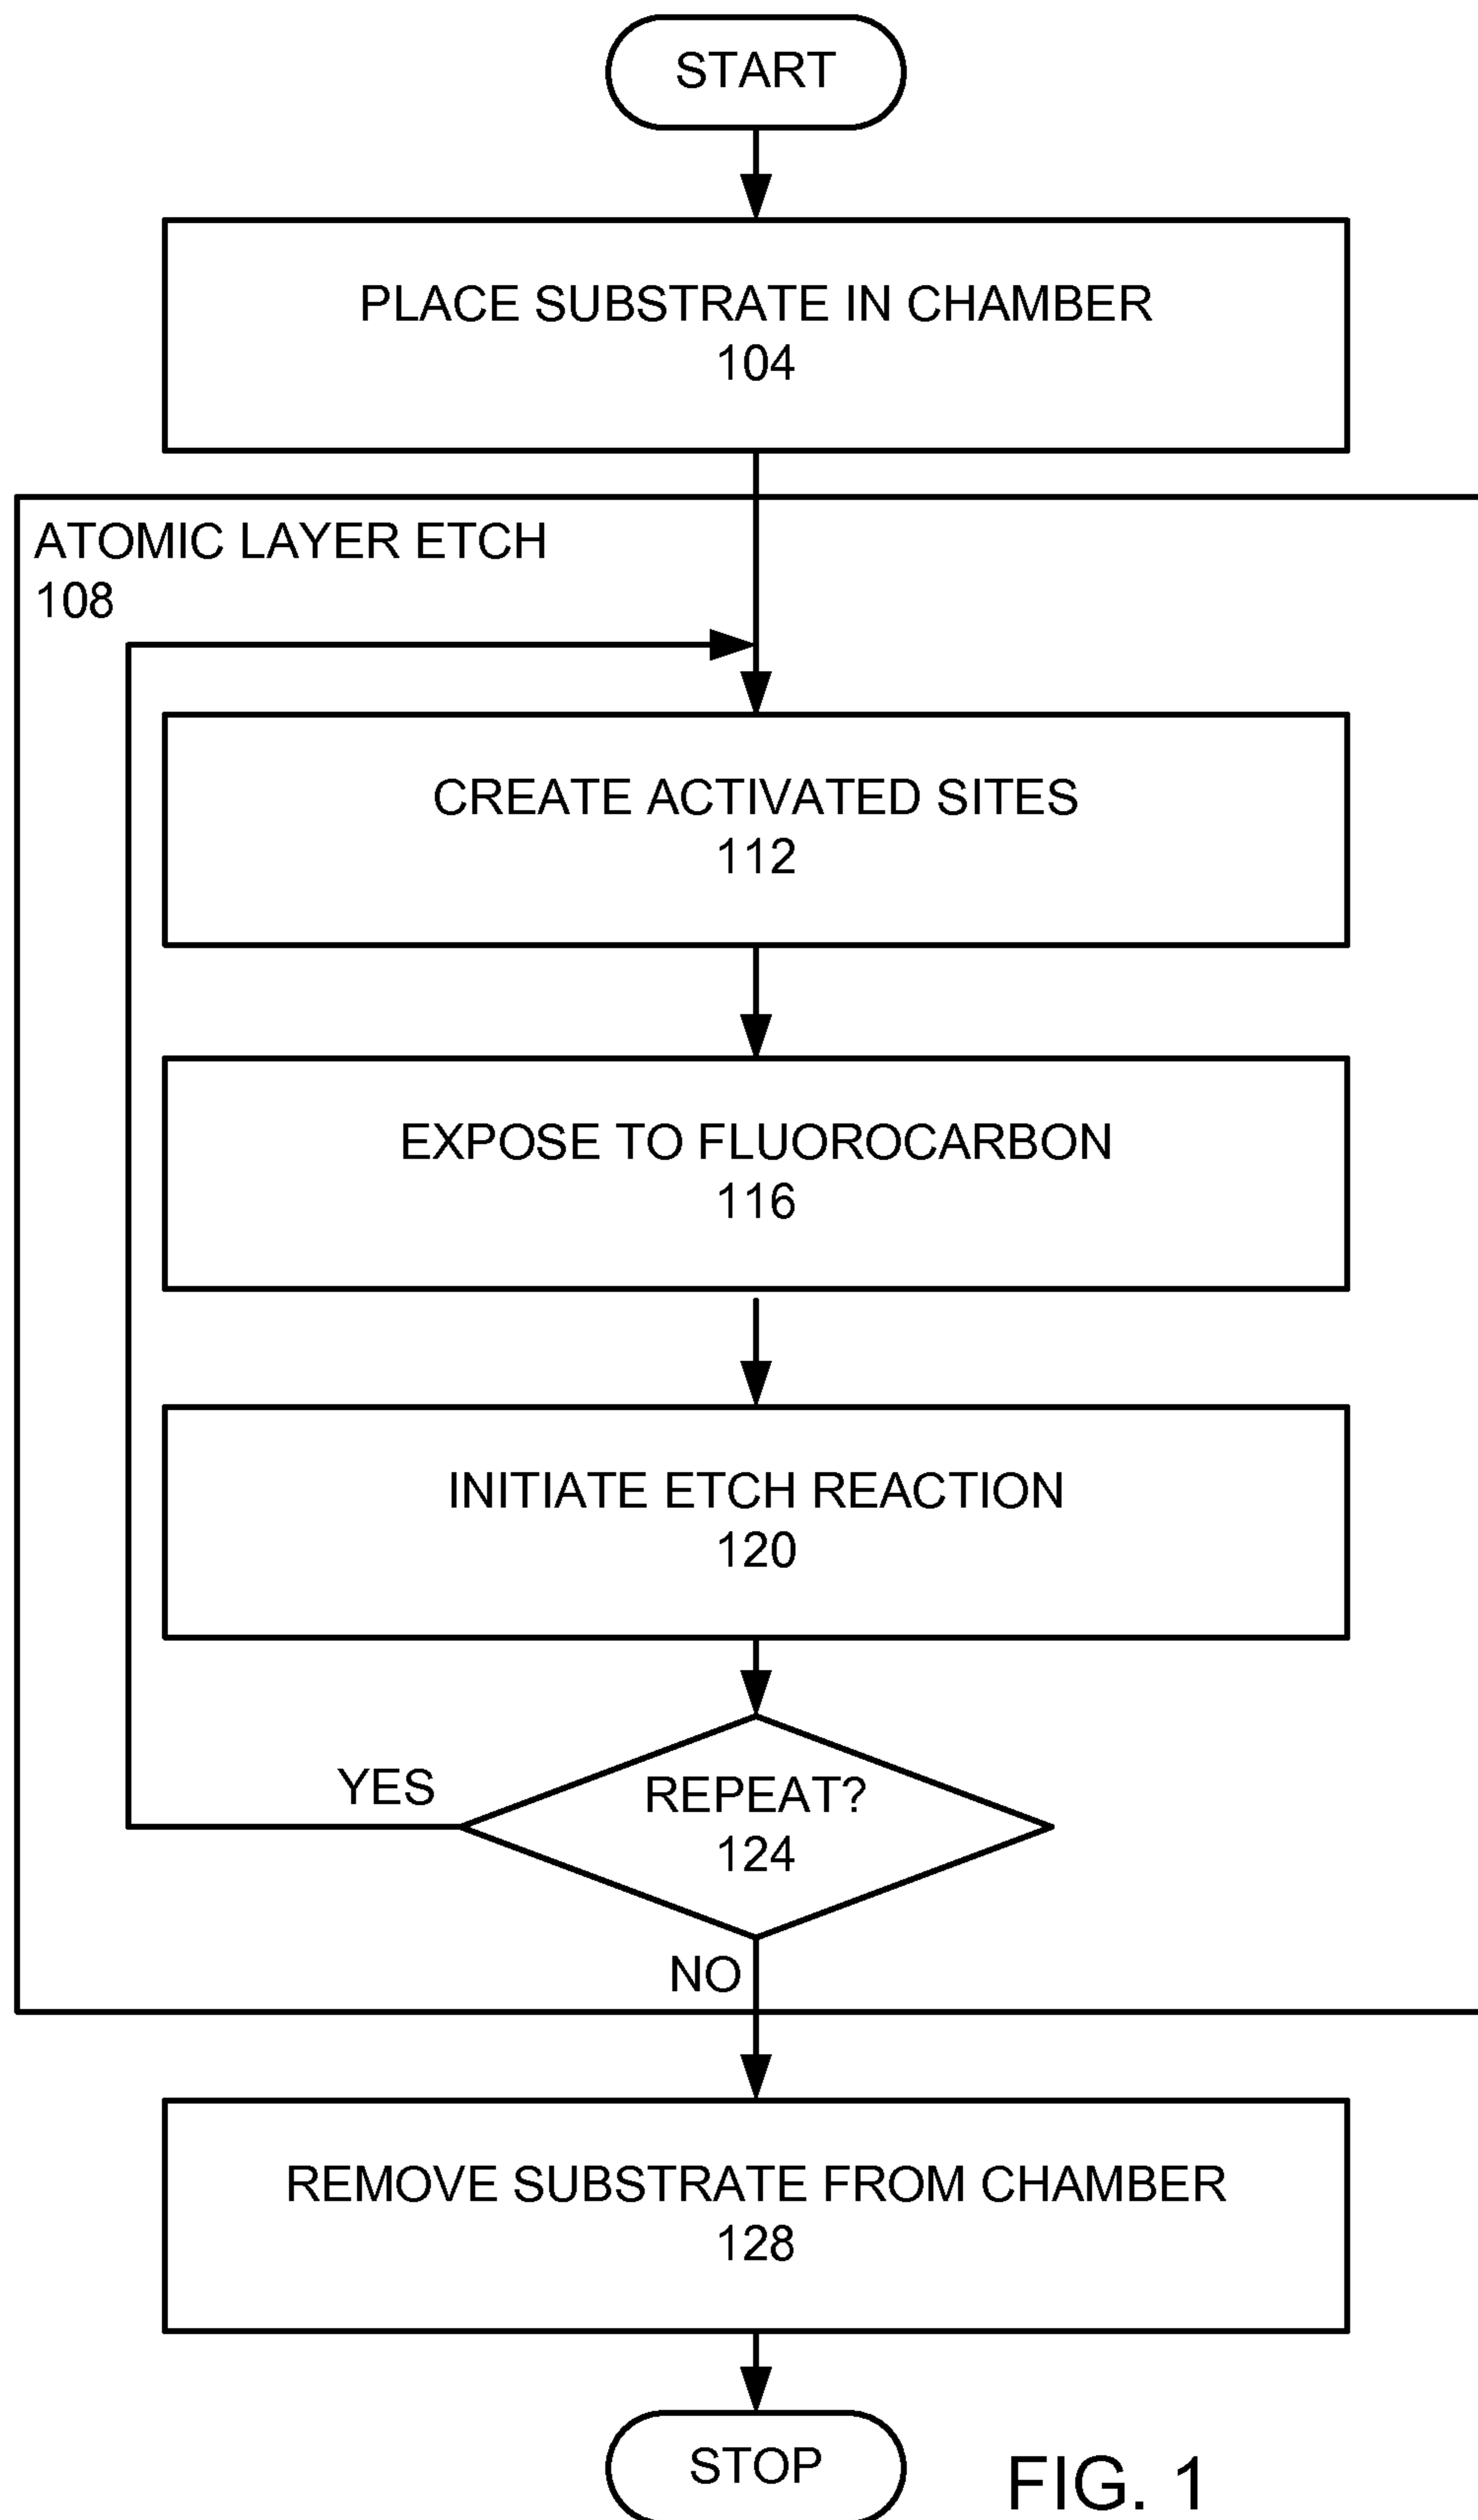 START
PLACE SUBSTRATE IN CHAMBER
104
ATOMIC LAYER ETCH
108
CREATE ACTIVATED SITES
112
EXPOSE TO FLUOROCARBON
116
INITIATE ETCH REACTION
120
YES
REPEAT?
124
NO
REMOVE SUBSTRATE FROM CHAMBER
128
STOP
FIG. 1